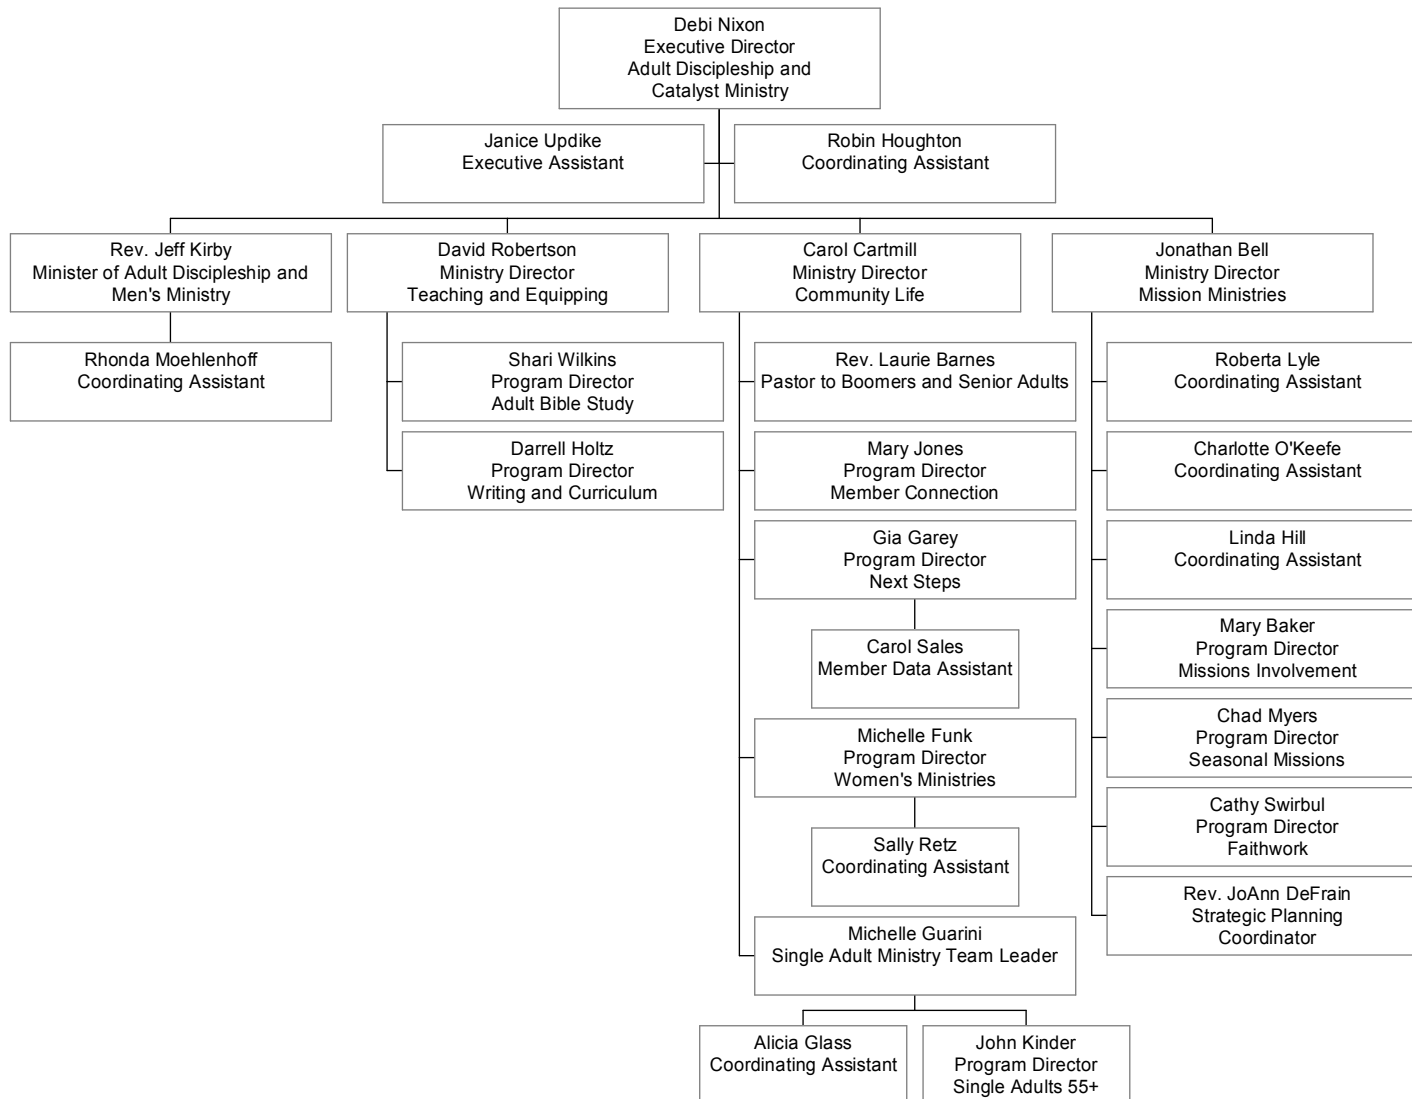 Debi Nixon
Executive Director
Adult Discipleship and
Catalyst Ministry
Janice Updike
Executive Assistant
Robin Houghton
Coordinating Assistant
Rev. Jeff Kirby
Minister of Adult Discipleship and
Men's Ministry
Rhonda Moehlenhoff
Coordinating Assistant
David Robertson
Ministry Director
Teaching and Equipping
Shari Wilkins
Program Director
Adult Bible Study
Darrell Holtz
Program Director
Writing and Curriculum
Carol Cartmill
Ministry Director
Community Life
Rev. Laurie Barnes
Pastor to Boomers and Senior Adults
Mary Jones
Program Director
Member Connection
Gia Garey
Program Director
Next Steps
Carol Sales
Member Data Assistant
Michelle Funk
Program Director
Women's Ministries
Sally Retz
Coordinating Assistant
Michelle Guarini
Single Adult Ministry Team Leader
Alicia Glass
Coordinating Assistant
John Kinder
Program Director
Single Adults 55+
Jonathan Bell
Ministry Director
Mission Ministries
Roberta Lyle
Coordinating Assistant
Charlotte O'Keefe
Coordinating Assistant
Linda Hill
Coordinating Assistant
Mary Baker
Program Director
Missions Involvement
Chad Myers
Program Director
Seasonal Missions
Cathy Swirbul
Program Director
Faithwork
Rev. JoAnn DeFrain
Strategic Planning
Coordinator